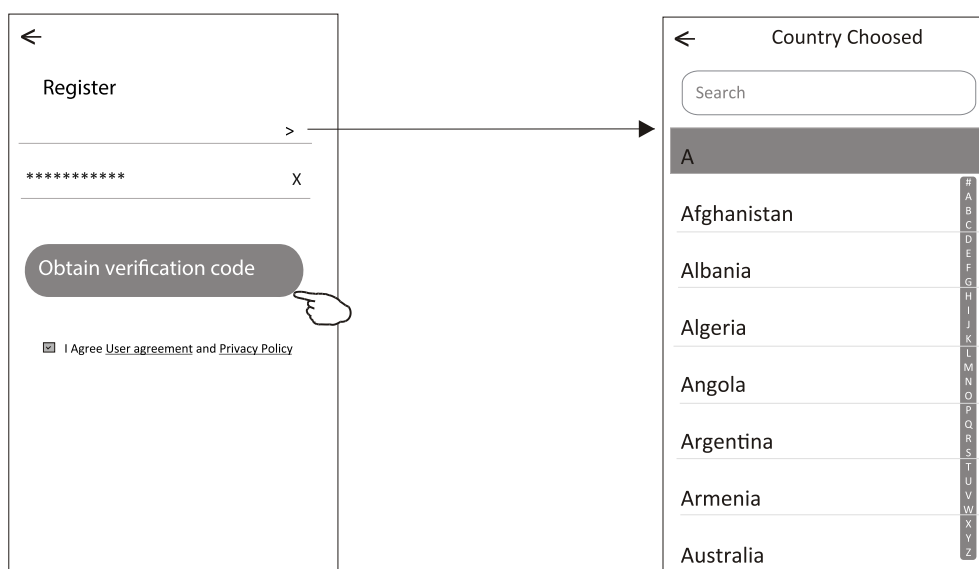 Register
>
*********** X
Obtain verification code
I Agree User agreement and Privacy Policy
Country Choosed
Search
A
Afghanistan
Albania
Algeria
Angola
Argentina
Armenia
Australia
#
A
B
C
D
E
F
G
H
I
J
K
L
M
N
O
P
Q
R
S
T
U
V
W
X
Y
Z